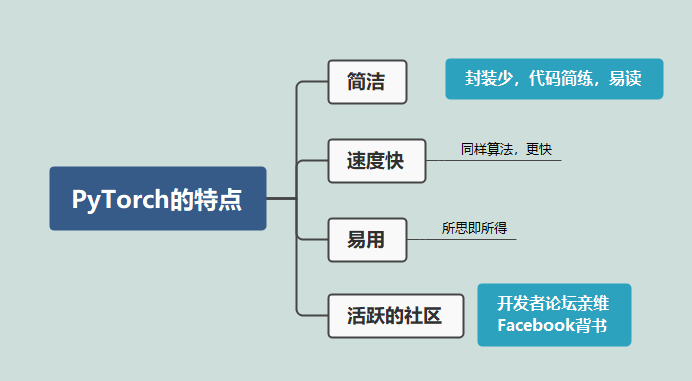 简洁
封装少，代码简练，易读
速度快
同样算法，更快
PyTorch的特点
易用
所思即所得
活跃的社区
开发者论坛亲维
Facebook背书